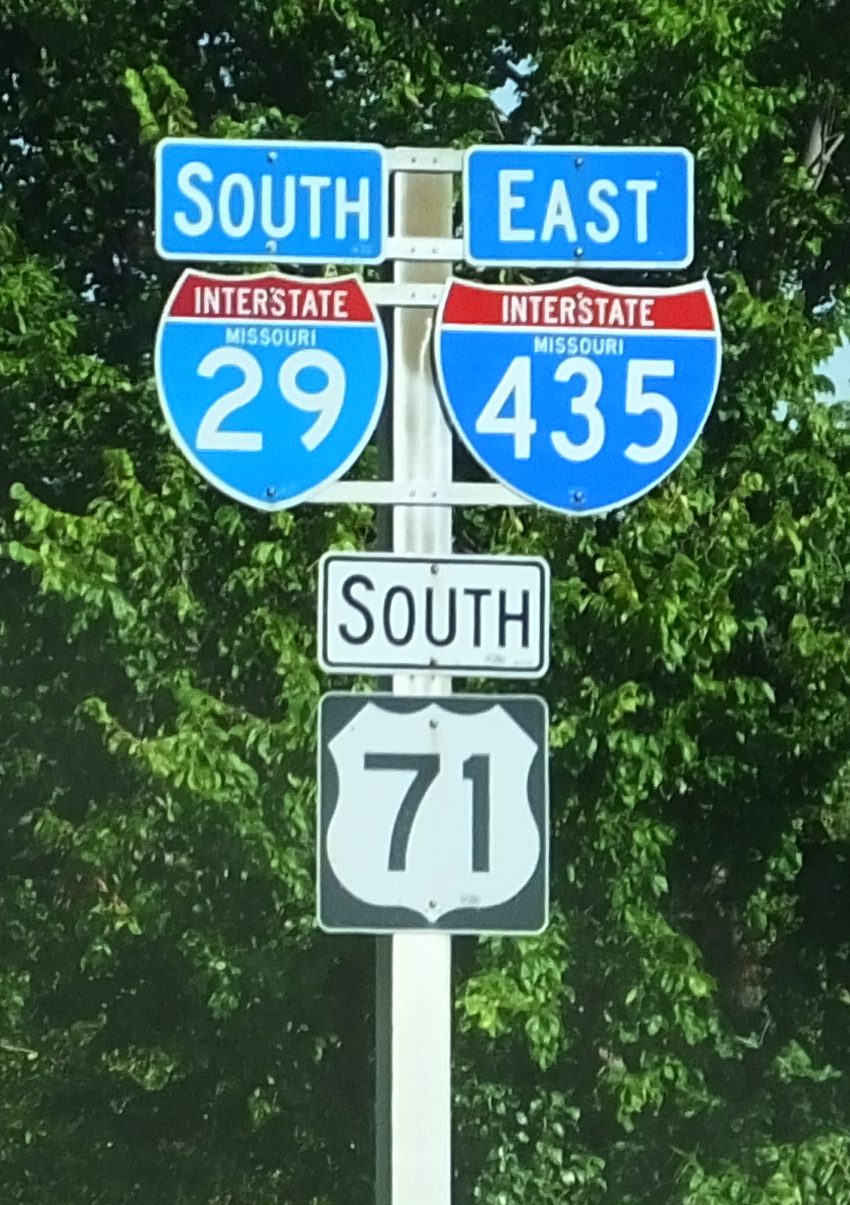 SOUTH
EAST
INTERSTATE
MISSOURI
29
INTERSTATE
MISSOURI
435
SOUTH
71